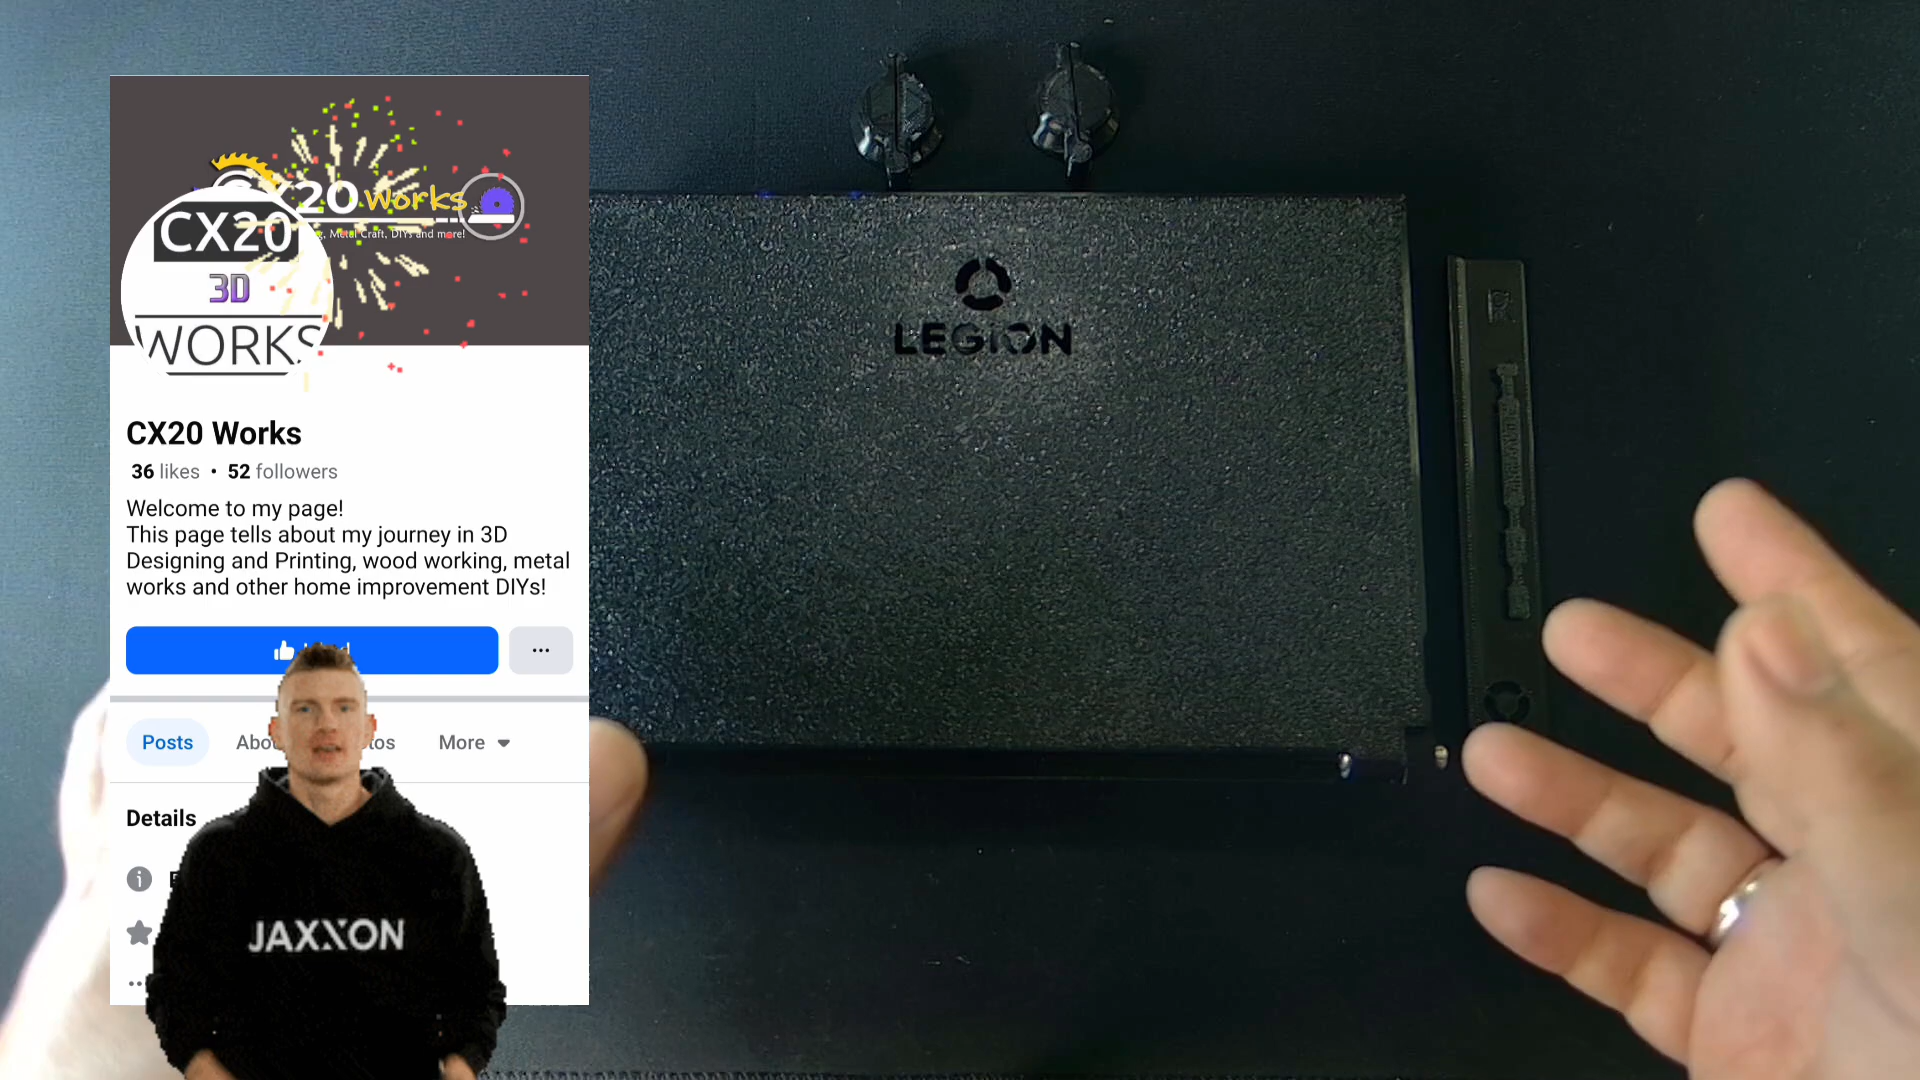 X20 Works
Metal Craft, DIYs and more!
CX20
3D
WORKS
CX20 Works
36 likes • 52 followers
Welcome to my page!
This page tells about my journey in 3D
Designing and Printing, wood working, metal
works and other home improvement DIYs!
...
Posts
More
Details
JAXXON
LEGION
R